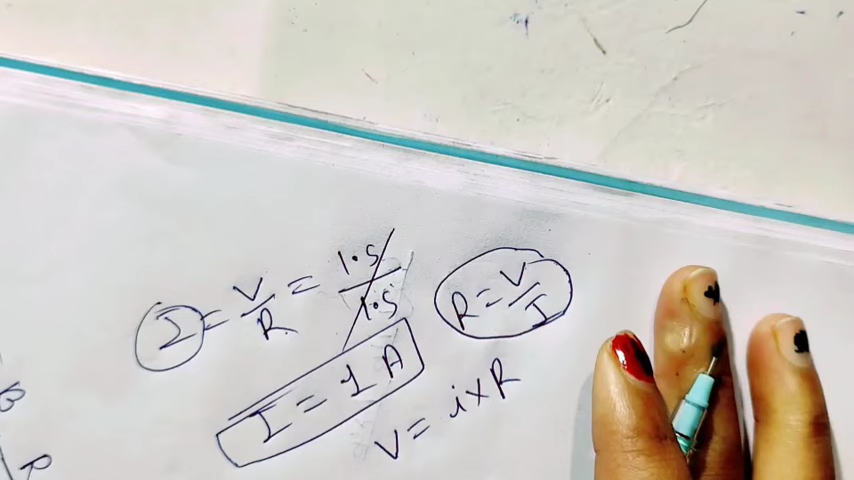 I = V/R = 1.5/1.5
R = V/I
I = 1 A
V = i x R
B
R